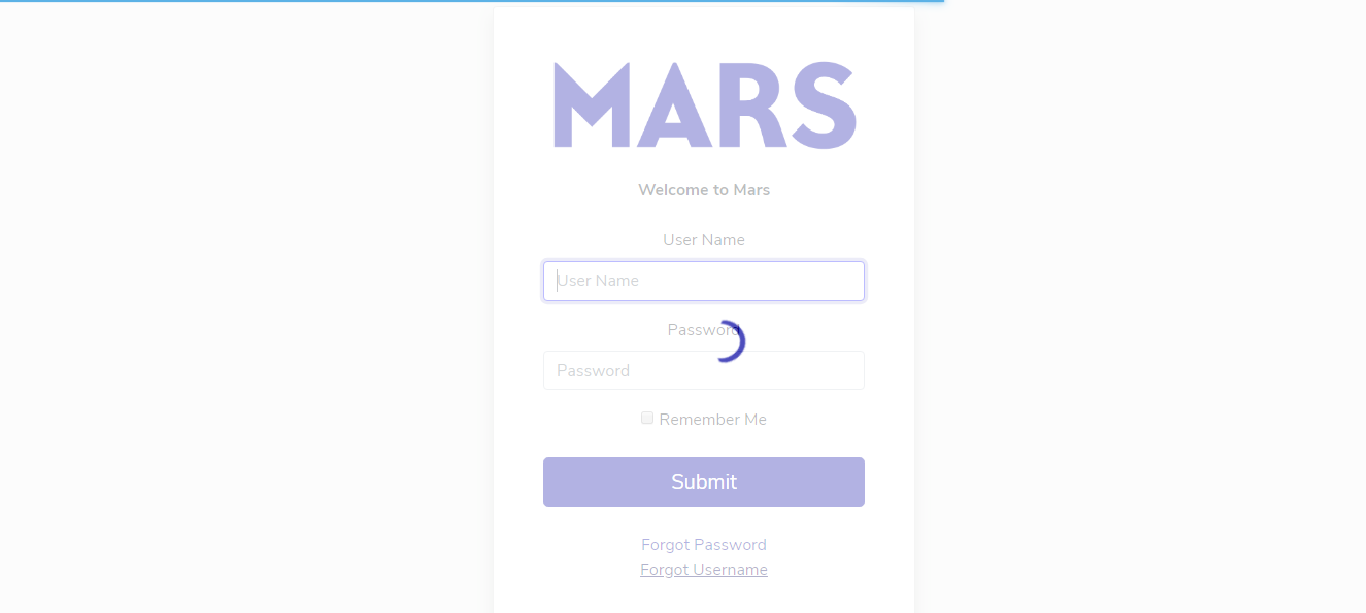 MARS
Welcome to Mars
User Name
User Name
Password
Password
Remember Me
Submit
Forgot Password
Forgot Username